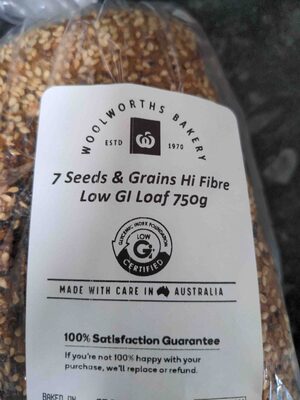 WOOLWORTHS BAKERY
ESTD 1970
7 Seeds & Grains Hi Fibre
Low GI Loaf 750g
GLYCEMIC INDEX FOUNDATION
LOW
GI
CERTIFIED
MADE WITH CARE IN AUSTRALIA
100% Satisfaction Guarantee
If you're not 100% happy with your
purchase, we'll replace or refund.
BAKED ON